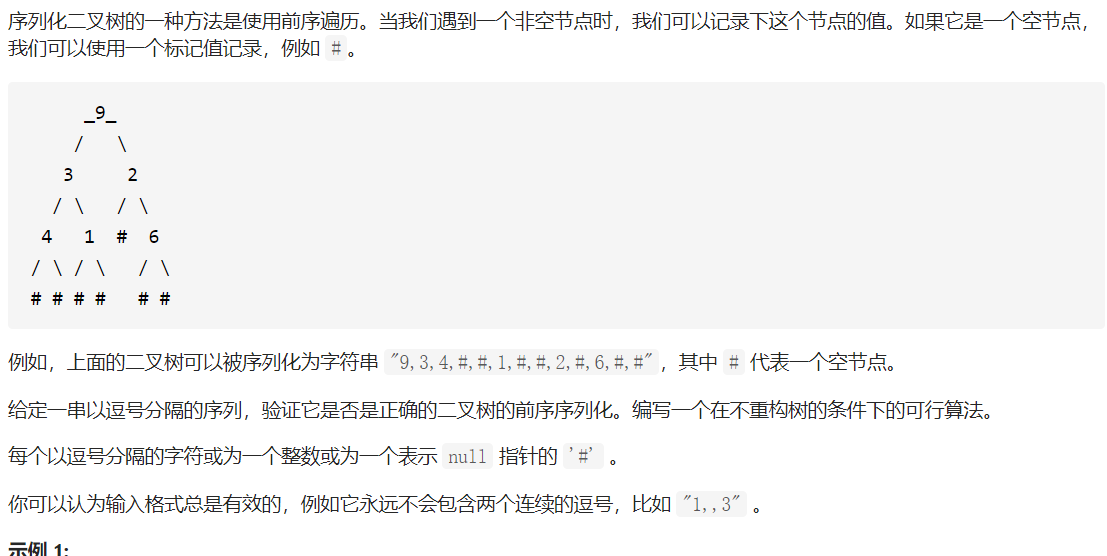 序列化二叉树的一种方法是使用前序遍历。当我们遇到一个非空节点时，我们可以记录下这个节点的值。如果它是一个空节点，
我们可以使用一个标记值记录，例如 #。
_9_
/ \
3 2
/ \ / \
4 1 # 6
/ \ / \ / \
# # # # # #
例如，上面的二叉树可以被序列化为字符串 "9,3,4,#,#,1,#,#,2,#,6,#,#"，其中 # 代表一个空节点。
给定一串以逗号分隔的序列，验证它是否是正确的二叉树的前序序列化。编写一个在不重构树的条件下的可行算法。
每个以逗号分隔的字符或为一个整数或为一个表示 null 指针的 '#' 。
你可以认为输入格式总是有效的，例如它永远不会包含两个连续的逗号，比如 "1,,3" 。
示例 1: